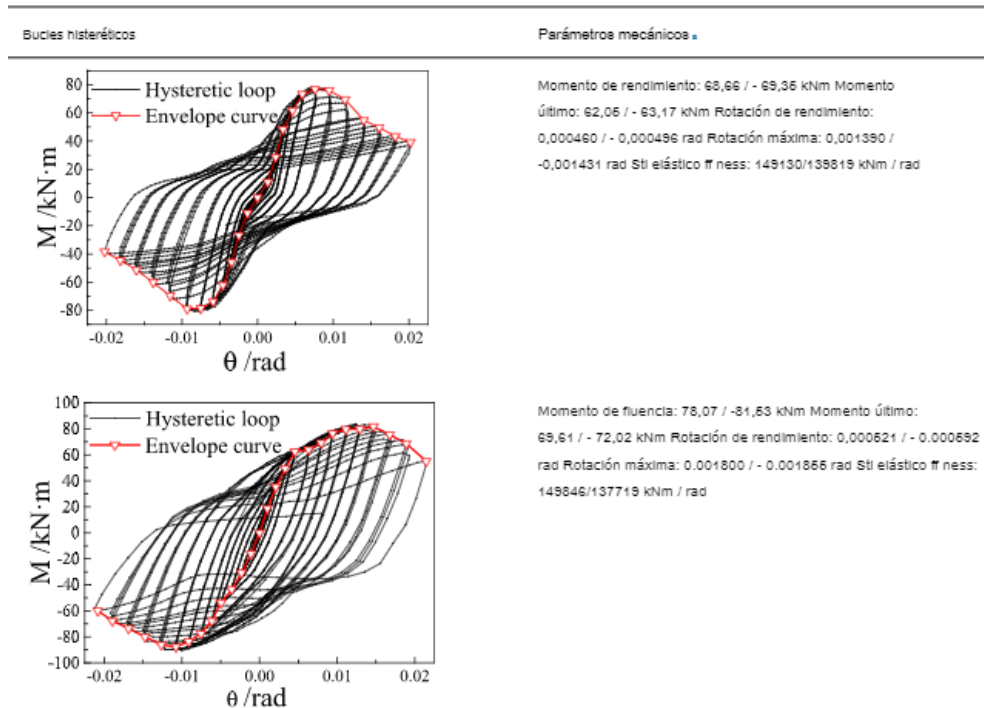 Bucles histeréticos
Parámetros mecánicos
Hysteretic loop
Envelope curve
80
60
40
20
0
-20
-40
-60
-80
M /kN·m
-0.02
-0.01
0.00
0.01
0.02
θ /rad
Momento de rendimiento: 68,66 / - 69,35 kNm Momento
último: 62,05 / - 63,17 kNm Rotación de rendimiento:
0,000460 / - 0,000496 rad Rotación máxima: 0,001390 /
-0,001431 rad Sti elástico ff ness: 149130/139819 kNm / rad
Hysteretic loop
Envelope curve
100
80
60
40
20
0
-20
-40
-60
-80
-100
M /kN·m
-0.02
-0.01
0.00
0.01
0.02
θ /rad
Momento de fluencia: 78,07 / -81,53 kNm Momento último:
69,61 / - 72,02 kNm Rotación de rendimiento: 0,000521 / - 0.000592
rad Rotación máxima: 0.001800 / - 0.001855 rad Sti elástico ff ness:
149846/137719 kNm / rad